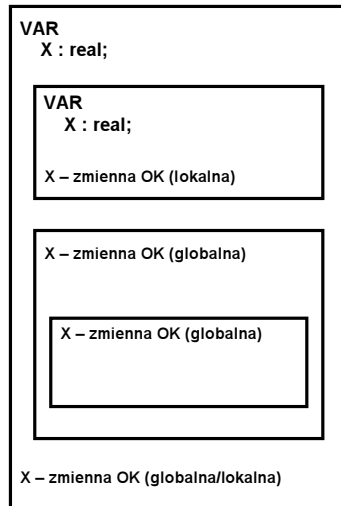 VAR
X : real;
VAR
X : real;
X – zmienna OK (lokalna)
X – zmienna OK (globalna)
X – zmienna OK (globalna)
X – zmienna OK (globalna/lokalna)